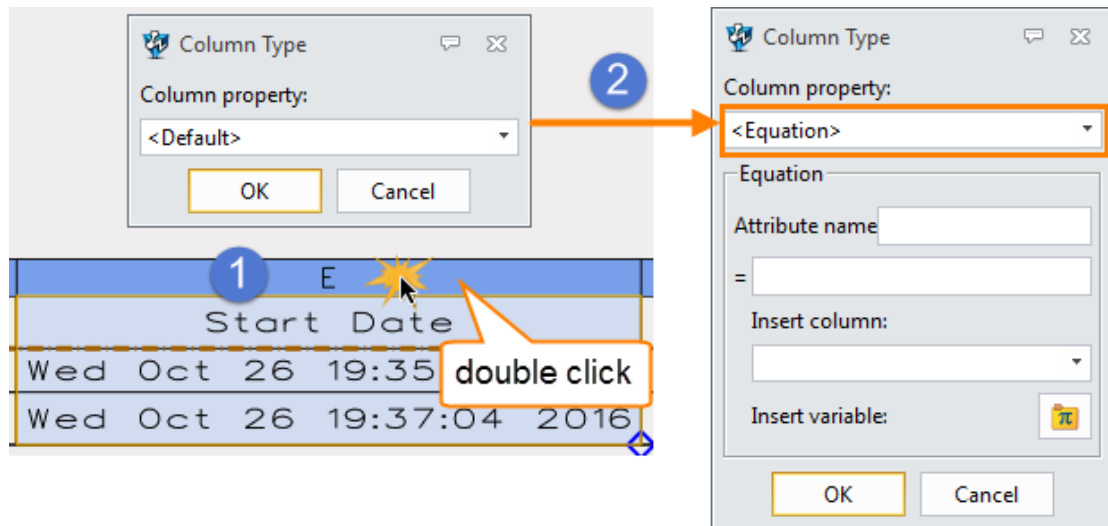 Column Type
Column property:
<Default>
OK Cancel
1
E
Start Date
Wed Oct 26 19:35
double click
Wed Oct 26 19:37:04 2016
2
Column Type
Column property:
<Equation>
Equation
Attribute name
=
Insert column:
Insert variable:
π
OK Cancel